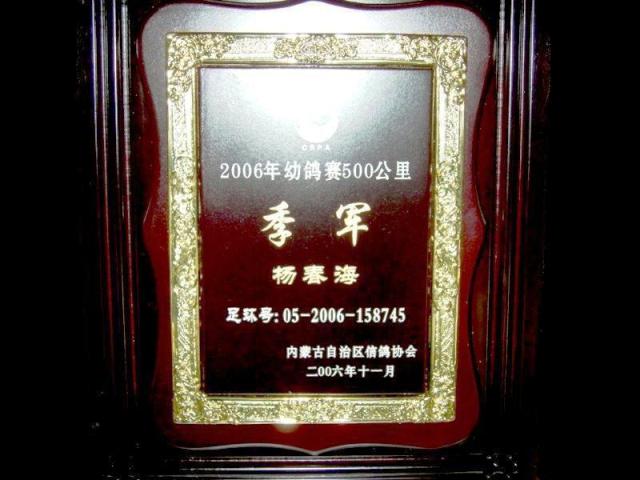 CRPA
2006年幼鸽赛500公里
季军
杨春海
足环号:05-2006-158745
内蒙古自治区信鸽协会
二00六年十一月